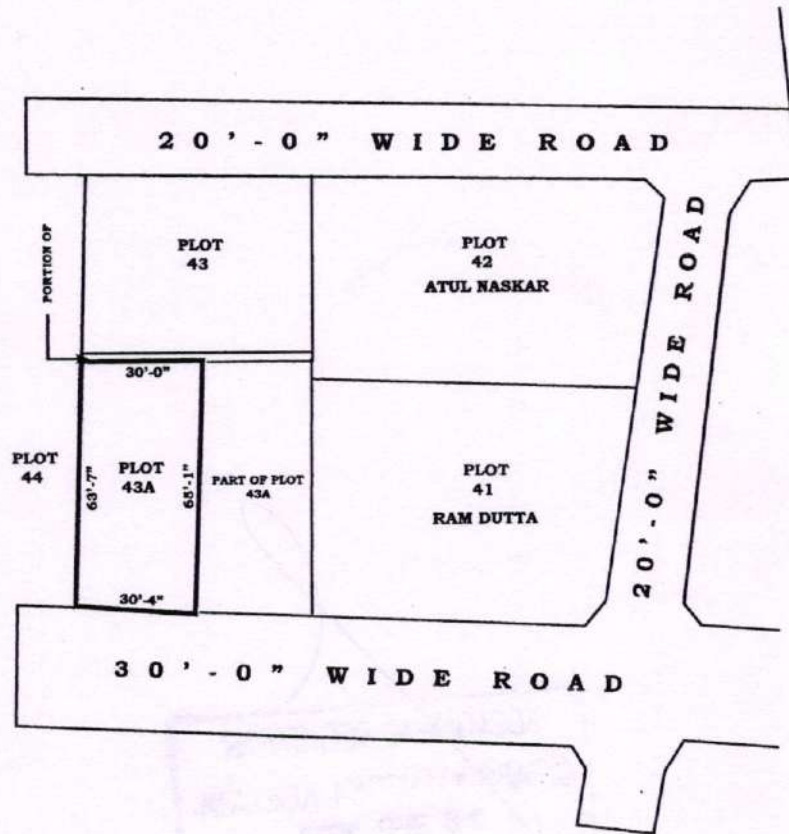 20'-0" WIDE ROAD
PORTION OF
PLOT
43
PLOT
42
ATUL NASKAR
20'-0" WIDE ROAD
30'-0"
PLOT
44
63'-7"
PLOT
43A
65'-1"
PART OF PLOT
43A
PLOT
41
RAM DUTTA
30'-4"
30'-0" WIDE ROAD